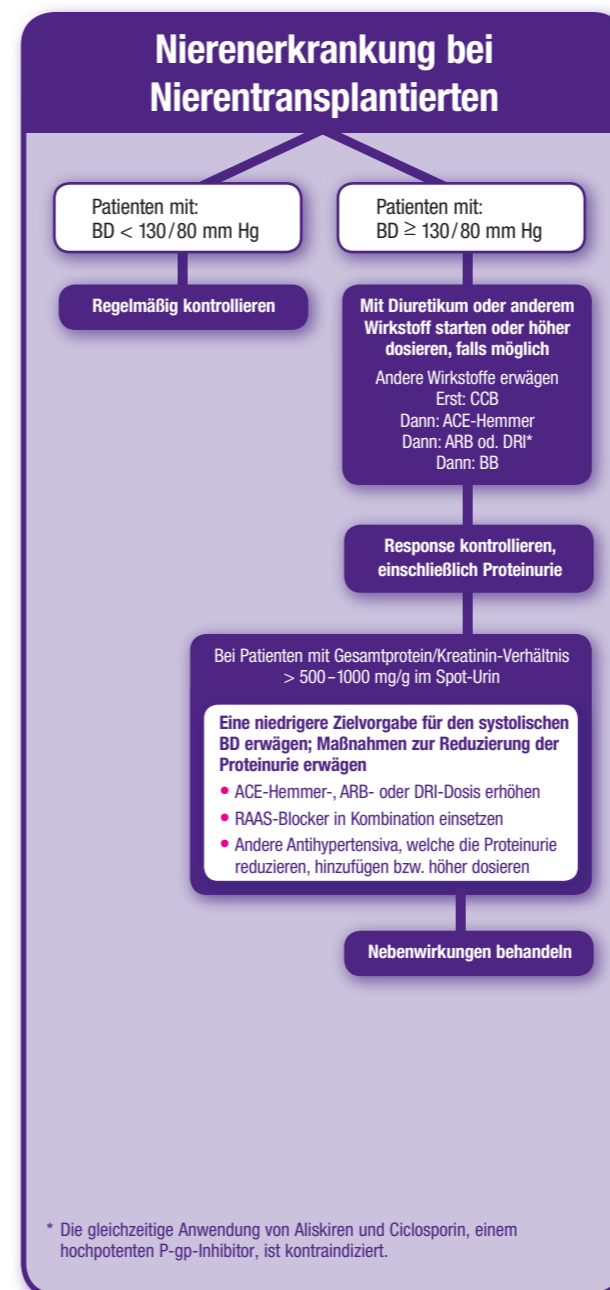 Nierenerkrankung bei
Nierentransplantierten
Patienten mit:
BD < 130/80 mm Hg
Regelmäßig kontrollieren
Patienten mit:
BD ≥ 130/80 mm Hg
Mit Diuretikum oder anderem
Wirkstoff starten oder höher
dosieren, falls möglich
Andere Wirkstoffe erwägen
Erst: CCB
Dann: ACE-Hemmer
Dann: ARB od. DRI*
Dann: BB
Response kontrollieren,
einschließlich Proteinurie
Bei Patienten mit Gesamtprotein/Kreatinin-Verhältnis
> 500–1000 mg/g im Spot-Urin
Eine niedrigere Zielvorgabe für den systolischen
BD erwägen; Maßnahmen zur Reduzierung der
Proteinurie erwägen
• ACE-Hemmer-, ARB- oder DRI-Dosis erhöhen
• RAAS-Blocker in Kombination einsetzen
• Andere Antihypertensiva, welche die Proteinurie
reduzieren, hinzufügen bzw. höher dosieren
Nebenwirkungen behandeln
* Die gleichzeitige Anwendung von Aliskiren und Ciclosporin, einem
hochpotenten P-gp-Inhibitor, ist kontraindiziert.